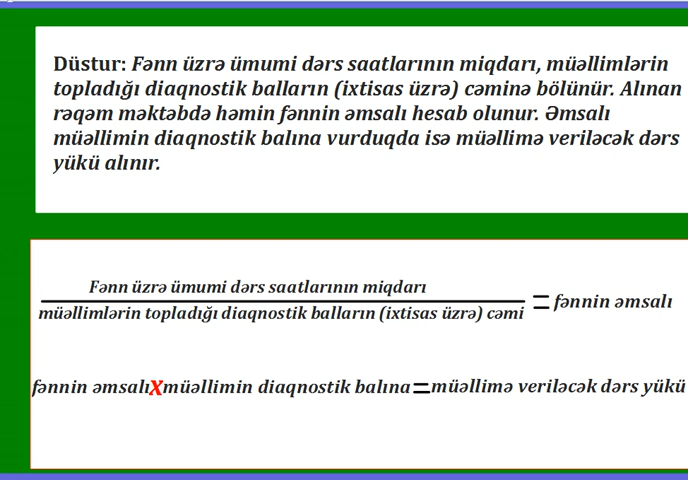 Düstur: Fənn üzrə ümumi dərs saatlarının miqdarı, müəllimlərin
topladığı diaqnostik balların (ixtisas üzrə) cəminə bölünür. Alınan
rəqəm məktəbdə həmin fənnin əmsalı hesab olunur. Əmsalı
müəllimin diaqnostik balına vurduqda isə müəllimə veriləcək dərs
yükü alınır.
Fənn üzrə ümumi dərs saatlarının miqdarı
müəllimlərin topladığı diaqnostik balların (ixtisas üzrə) cəmi = fənnin əmsalı
fənnin əmsalıxmüəllimin diaqnostik balına=müəllimə veriləcək dərs yükü